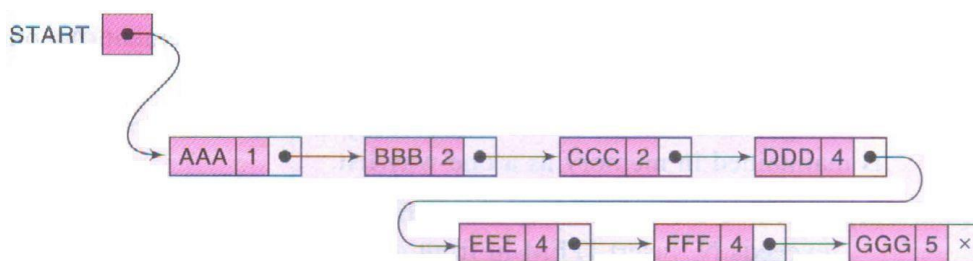 START
AAA 1 BBB 2 CCC 2 DDD 4
EEE 4 FFF 4 GGG 5 ×